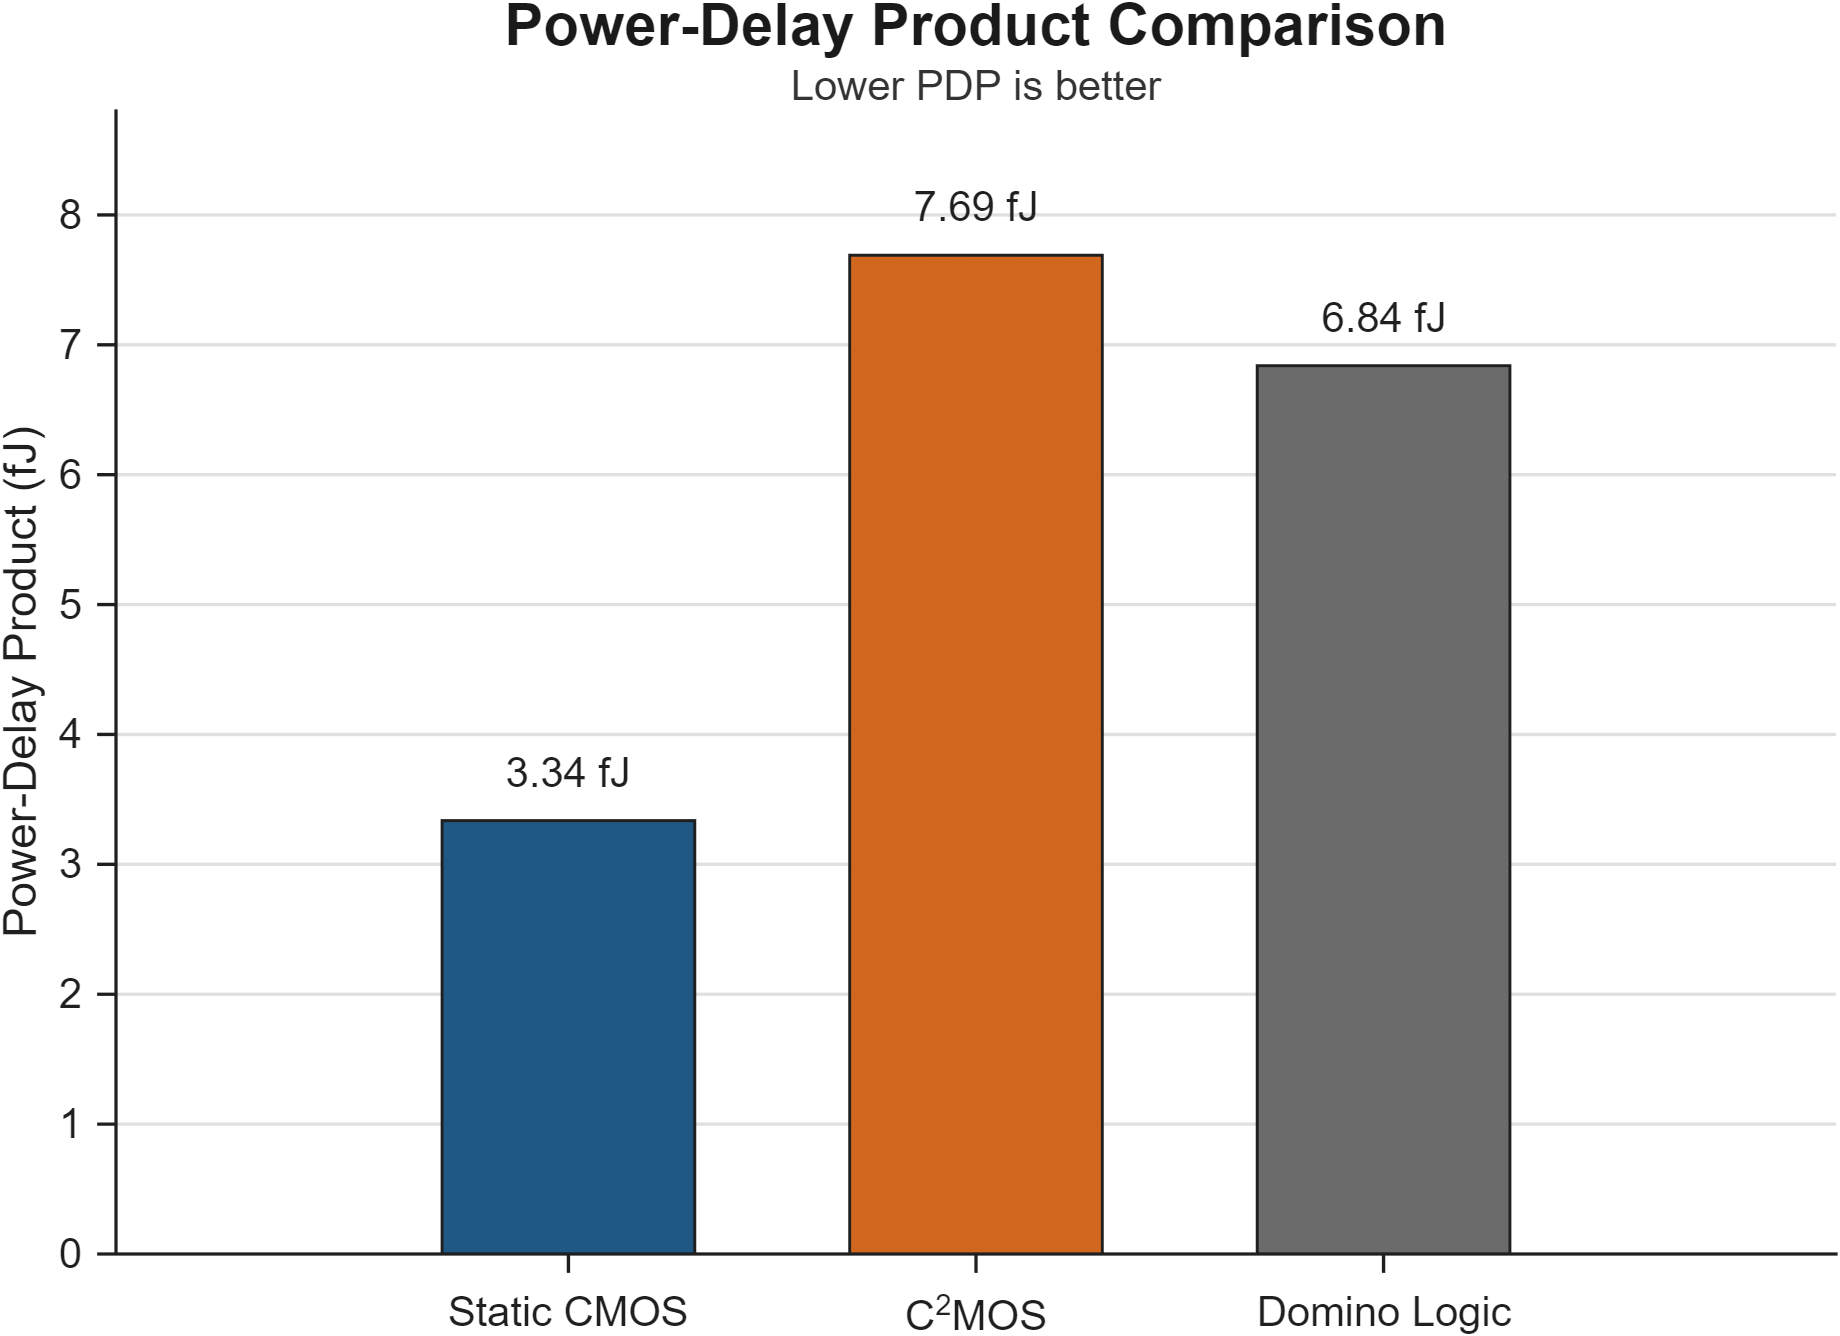 Power-Delay Product Comparison
Lower PDP is better
Power-Delay Product (fJ)
8
7
6
5
4
3
2
1
0
3.34 fJ
7.69 fJ
6.84 fJ
Static CMOS
C²MOS
Domino Logic